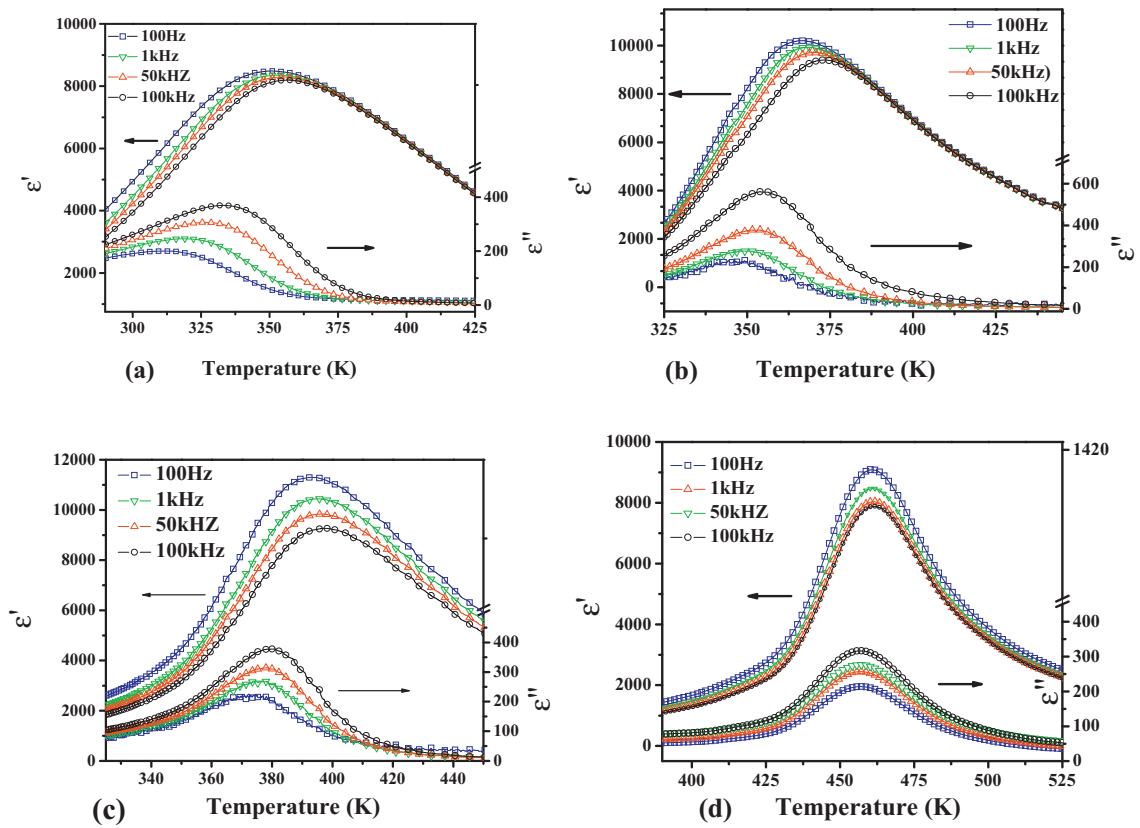 10000
8000
6000
4000
2000
ε'
100Hz
1kHz
50kHZ
100kHz
400
200
0
ε''
290 325 350 375 400 425
(a) Temperature (K)
10000
8000
6000
4000
2000
0
ε'
100Hz
1kHz
50kHz)
100kHz
600
400
200
0
ε''
325 350 375 400 425
(b) Temperature (K)
12000
10000
8000
6000
4000
2000
0
ε'
100Hz
1kHz
50kHZ
100kHz
400
300
200
100
0
ε''
340 360 380 400 420 440
(c) Temperature (K)
10000
8000
6000
4000
2000
0
ε'
100Hz
1kHz
50kHZ
100kHz
1420
400
300
200
100
0
ε''
400 425 450 475 500 525
(d) Temperature (K)